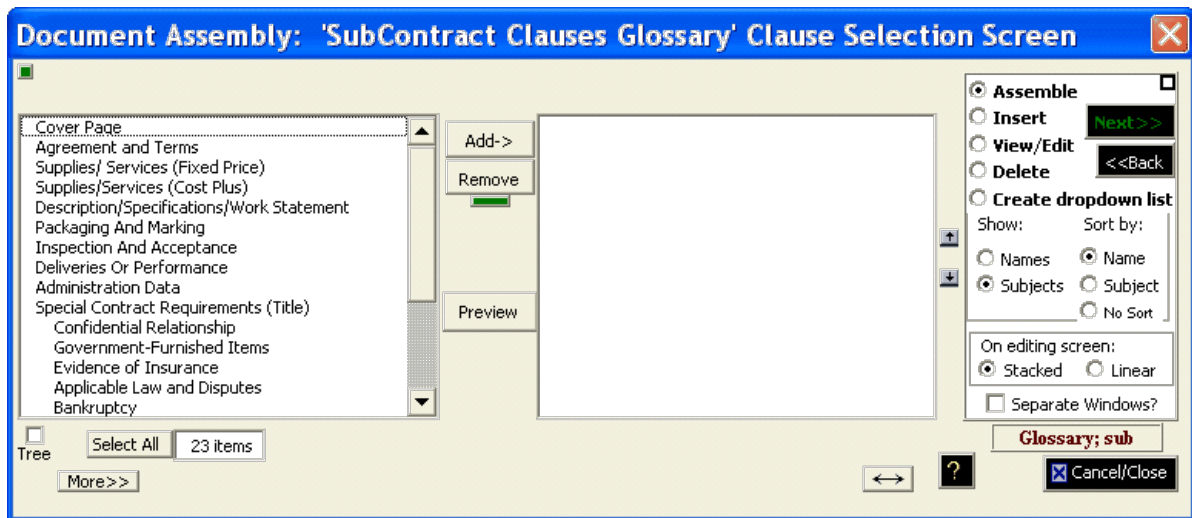 Document Assembly:  'SubContract Clauses Glossary' Clause Selection Screen
Cover Page
Agreement and Terms
Supplies/ Services (Fixed Price)
Supplies/Services (Cost Plus)
Description/Specifications/Work Statement
Packaging And Marking
Inspection And Acceptance
Deliveries Or Performance
Administration Data
Special Contract Requirements (Title)
Confidential Relationship
Government-Furnished Items
Evidence of Insurance
Applicable Law and Disputes
Bankruptcy
Add->
Remove
Preview
Assemble
Insert
View/Edit
Delete
Create dropdown list
Next>>
<<Back
Show:
Names
Subjects
Sort by:
Name
Subject
No Sort
On editing screen:
Stacked
Linear
Separate Windows?
Glossary; sub
Tree
Select All
23 items
More>>
?
Cancel/Close